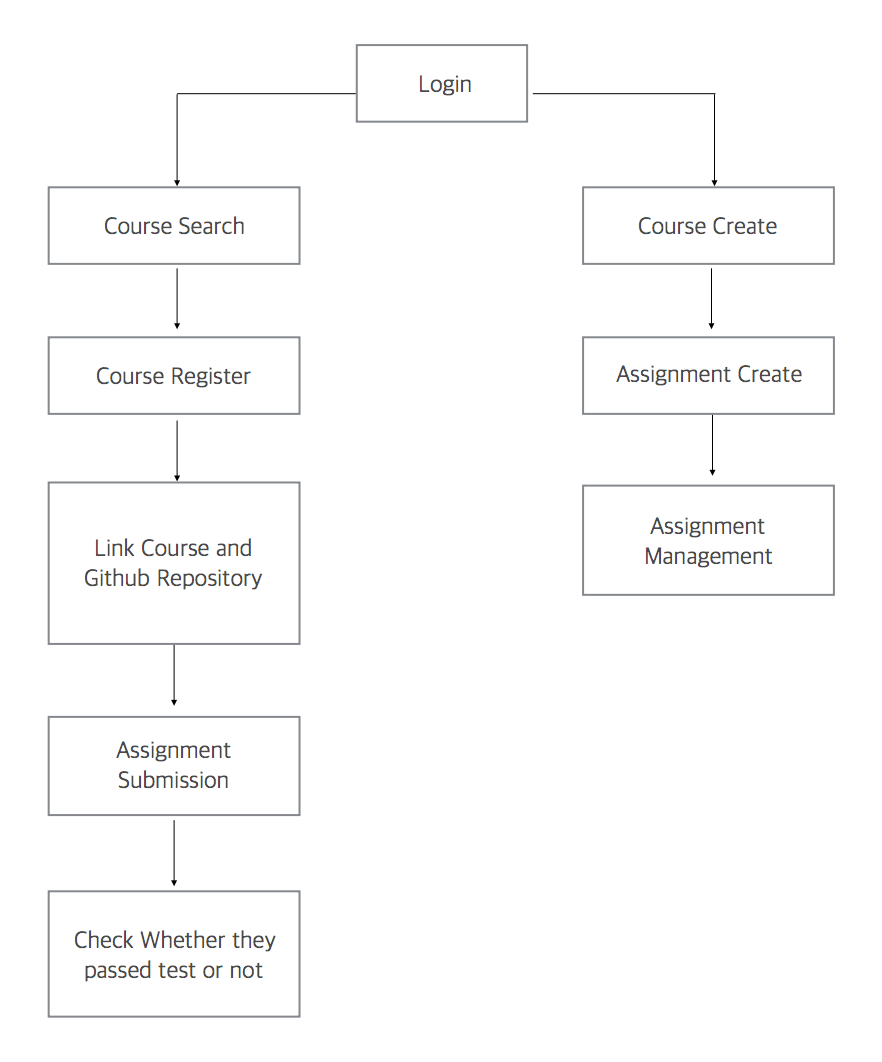 Login
Course Search
Course Create
Course Register
Assignment Create
Link Course and
Github Repository
Assignment
Management
Assignment
Submission
Check Whether they
passed test or not